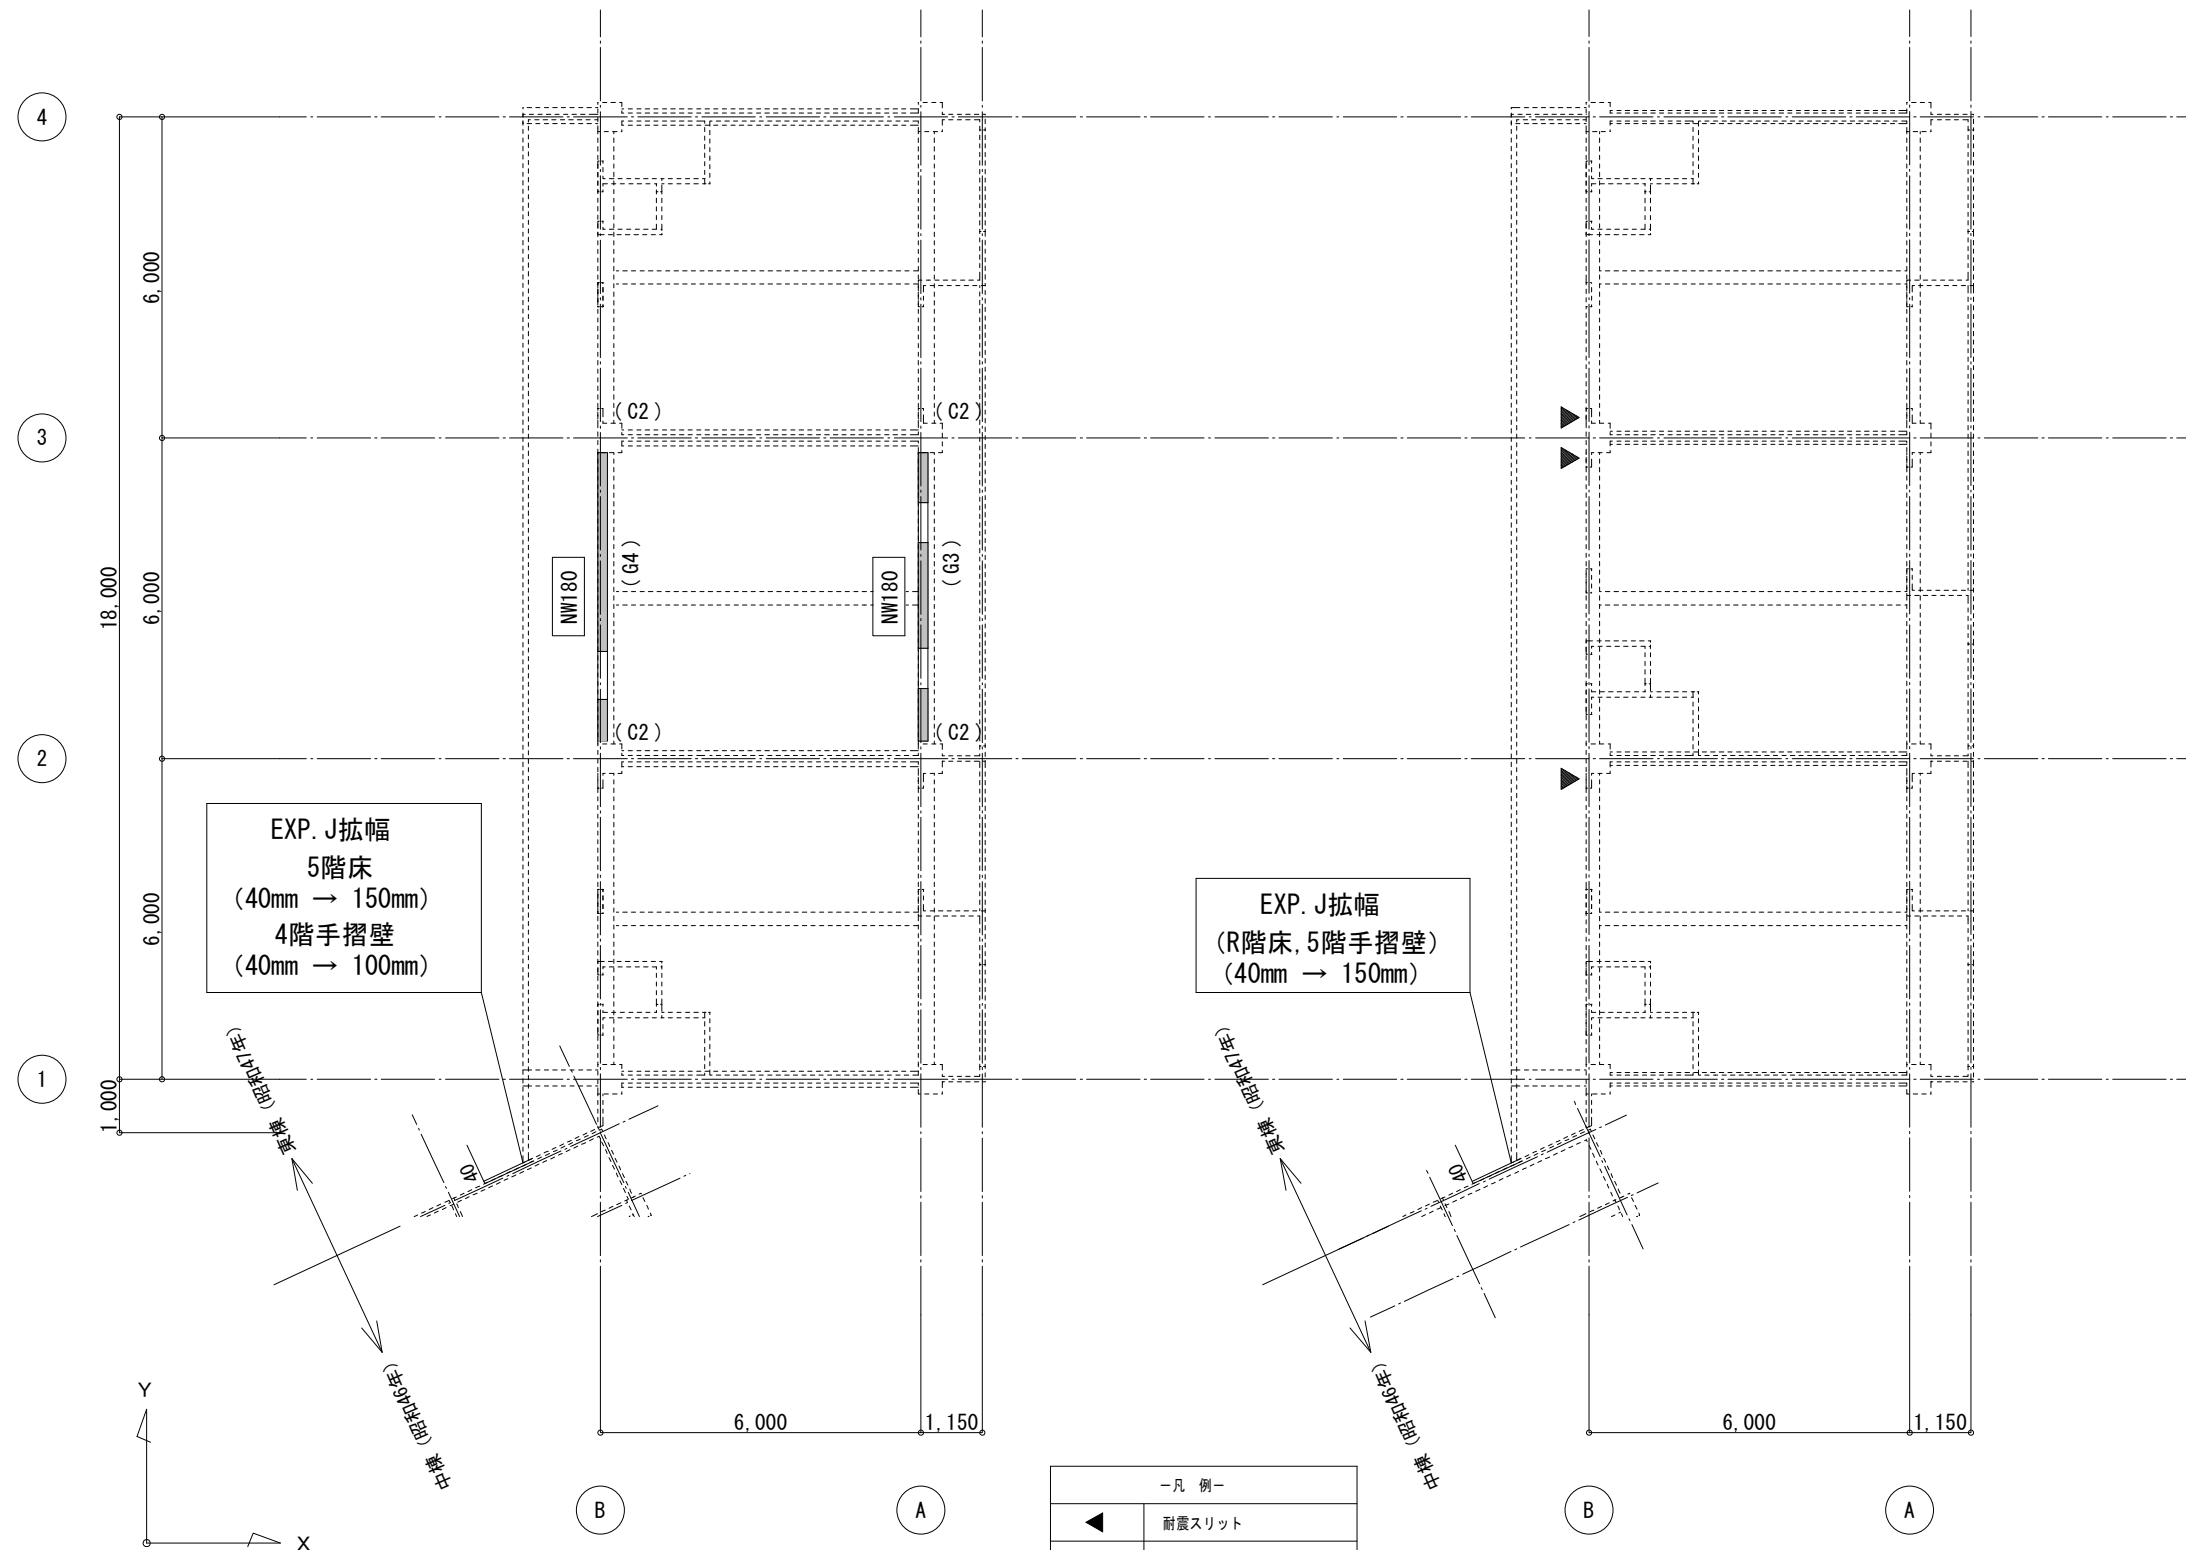 4
3
2
1
6,000
6,000
6,000
18,000
1,000
(C2)
(C2)
(G4)
(G3)
NW180
NW180
(C2)
(C2)
EXP.J拡幅
5階床
(40mm → 150mm)
4階手摺壁
(40mm → 100mm)
東棟(昭和47年)
中棟(昭和46年)
40
6,000
1,150
B
A
Y
X
EXP.J拡幅
(R階床,5階手摺壁)
(40mm → 150mm)
東棟(昭和47年)
中棟(昭和46年)
40
6,000
1,150
B
A
-凡 例-
耐震スリット